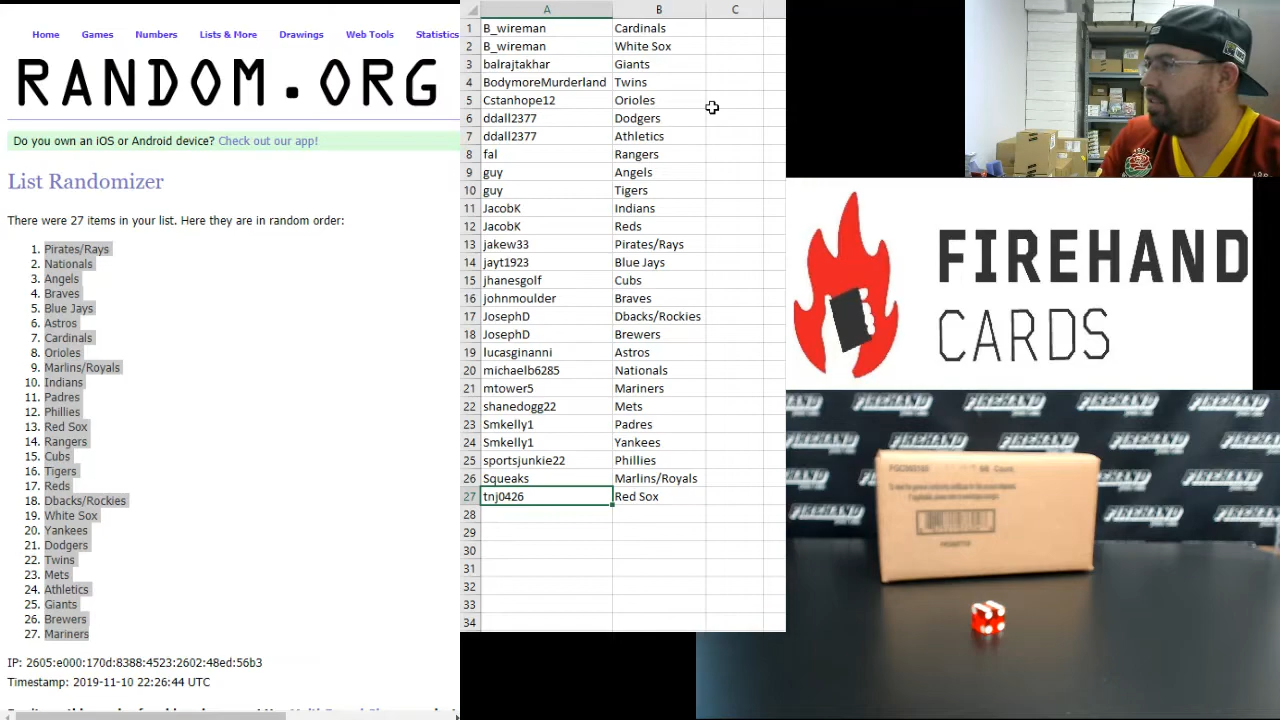 Home Games Numbers Lists & More Drawings Web Tools Statistics
RANDOM.ORG
Do you own an iOS or Android device? Check out our app!
List Randomizer
There were 27 items in your list. Here they are in random order:
1. Pirates/Rays
2. Nationals
3. Angels
4. Braves
5. Blue Jays
6. Astros
7. Cardinals
8. Orioles
9. Marlins/Royals
10. Indians
11. Padres
12. Phillies
13. Red Sox
14. Rangers
15. Cubs
16. Tigers
17. Reds
18. Dbacks/Rockies
19. White Sox
20. Yankees
21. Dodgers
22. Twins
23. Mets
24. Athletics
25. Giants
26. Brewers
27. Mariners
IP: 2605:e000:170d:8388:4523:2602:48ed:56b3
Timestamp: 2019-11-10 22:26:44 UTC
A B C
1 B_wireman Cardinals
2 B_wireman White Sox
3 balrajtakhar Giants
4 BodymoreMurderland Twins
5 Cstanhope12 Orioles
6 ddall2377 Dodgers
7 ddall2377 Athletics
8 fal Rangers
9 guy Angels
10 guy Tigers
11 JacobK Indians
12 JacobK Reds
13 jakew33 Pirates/Rays
14 jayt1923 Blue Jays
15 jhanesgolf Cubs
16 johnmoulder Braves
17 JosephD Dbacks/Rockies
18 JosephD Brewers
19 lucasginanni Astros
20 michaelb6285 Nationals
21 mtower5 Mariners
22 shanedogg22 Mets
23 Smkelly1 Padres
24 Smkelly1 Yankees
25 sportsjunkie22 Phillies
26 Squeaks Marlins/Royals
27 tnj0426 Red Sox
28
29
30
31
32
33
34
FIREHAND
CARDS
FIREHAND FIREHAND FIREHAND